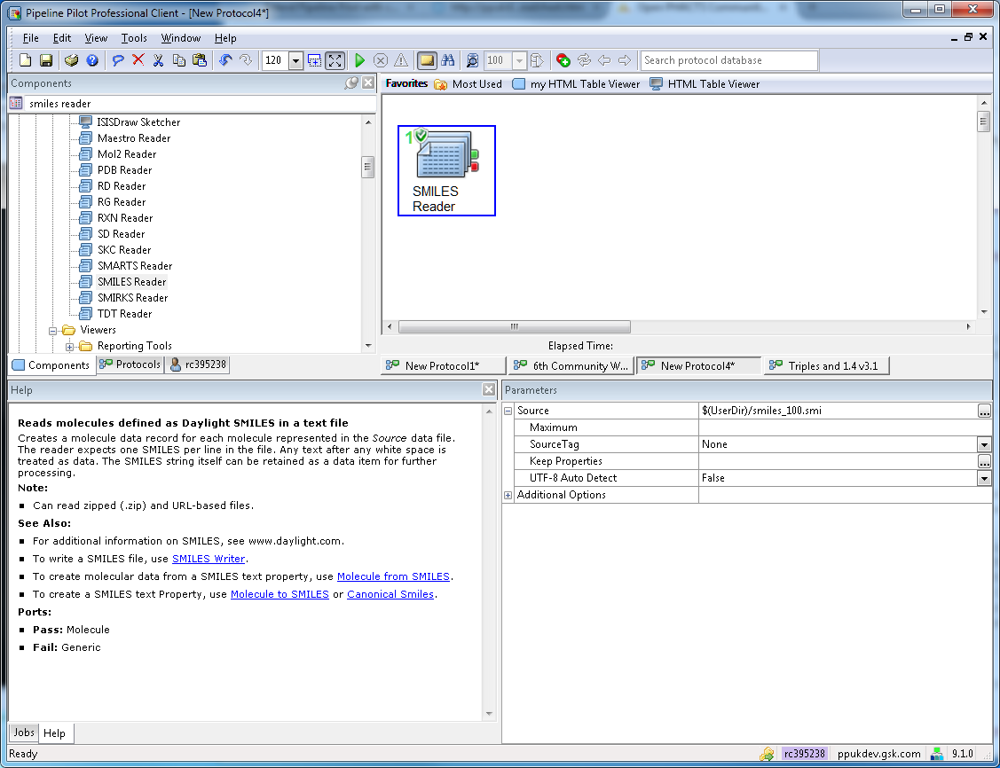 Pipeline Pilot Professional Client - [New Protocol4*]
File Edit View Tools Window Help
120 100 Search protocol database
Components
smiles reader
ISISDraw Sketcher
Maestro Reader
Mol2 Reader
PDB Reader
RD Reader
RG Reader
RXN Reader
SD Reader
SKC Reader
SMARTS Reader
SMILES Reader
SMIRKS Reader
TDT Reader
Viewers
Reporting Tools
Components Protocols rc395238
Favorites Most Used my HTML Table Viewer HTML Table Viewer
1
SMILES
Reader
Elapsed Time:
New Protocol1* 6th Community W... New Protocol4* Triples and 1.4 v3.1
Help
Reads molecules defined as Daylight SMILES in a text file
Creates a molecule data record for each molecule represented in the Source data file.
The reader expects one SMILES per line in the file. Any text after any white space is
treated as data. The SMILES string itself can be retained as a data item for further
processing.
Note:
Can read zipped (.zip) and URL-based files.
See Also:
For additional information on SMILES, see www.daylight.com.
To write a SMILES file, use SMILES Writer.
To create molecular data from a SMILES text property, use Molecule from SMILES.
To create a SMILES text Property, use Molecule to SMILES or Canonical Smiles.
Ports:
Pass: Molecule
Fail: Generic
Jobs Help
Parameters
Source $(UserDir)/smiles_100.smi
Maximum
SourceTag None
Keep Properties
UTF-8 Auto Detect False
Additional Options
Ready rc395238 ppukdev.gsk.com 9.1.0